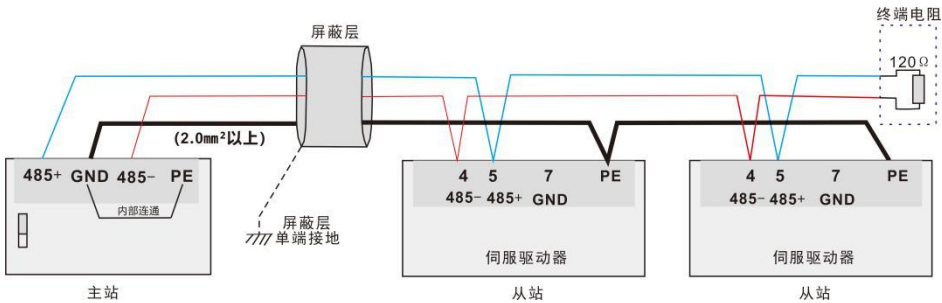 终端电阻
屏蔽层
120Ω
(2.0mm²以上)
485+ GND 485- PE
内部连通
4 5 7 PE
485- 485+ GND
4 5 7 PE
485- 485+ GND
屏蔽层
单端接地
伺服驱动器
伺服驱动器
主站
从站
从站